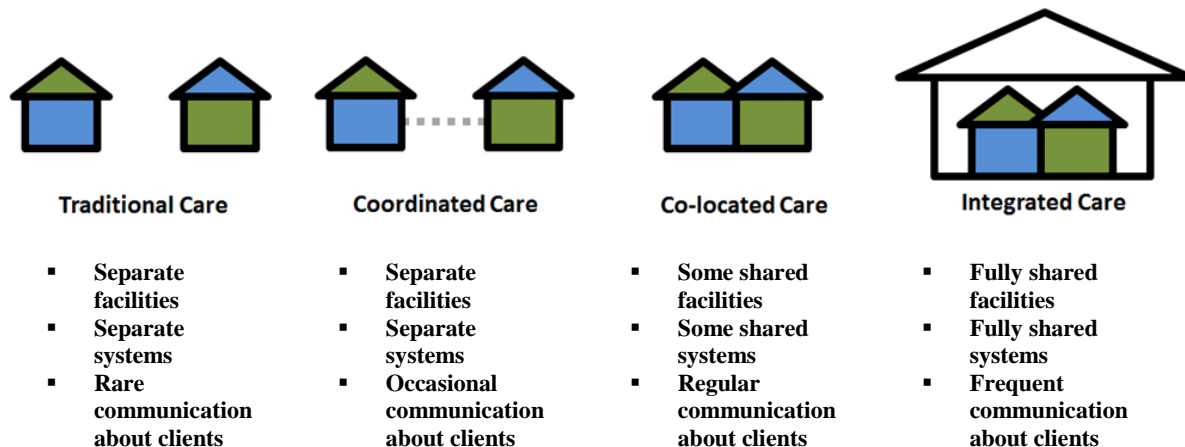 Traditional Care
Coordinated Care
Co-located Care
Integrated Care
▪ Separate
facilities
▪ Separate
systems
▪ Rare
communication
about clients
▪ Separate
facilities
▪ Separate
systems
▪ Occasional
communication
about clients
▪ Some shared
facilities
▪ Some shared
systems
▪ Regular
communication
about clients
▪ Fully shared
facilities
▪ Fully shared
systems
▪ Frequent
communication
about clients